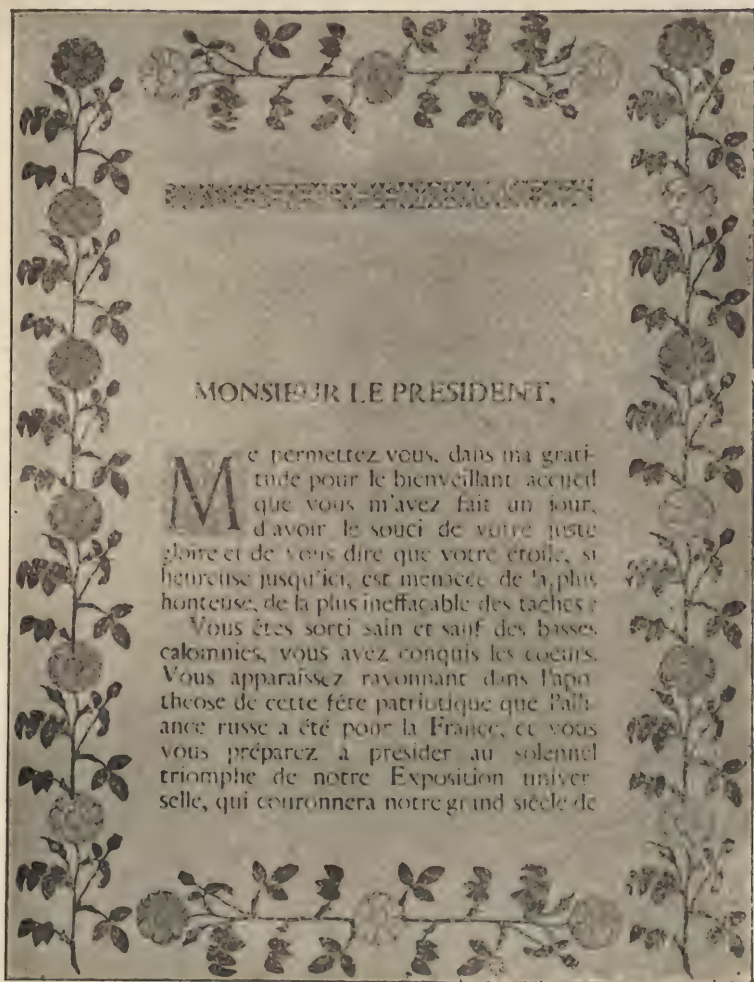 MONSIEUR LE PRESIDENT,
Me permettez vous, dans ma grati-
tude pour le bienveillant accueil
que vous m'avez fait un jour,
d'avoir le souci de votre juste
gloire et de vous dire que votre étoile, si
heureuse jusqu'ici, est menacée de la plus
honteuse, de la plus ineffaçable des taches ?
Vous êtes sorti sain et sauf des basses
calomnies, vous avez conquis les coeurs.
Vous apparaissez rayonnant dans l'apo
théose de cette fête patriotique que l'alli
ance russe a été pour la France, et vous
vous préparez a présider au solennel
triomphe de notre Exposition univer
selle, qui couronnera notre grand siècle de